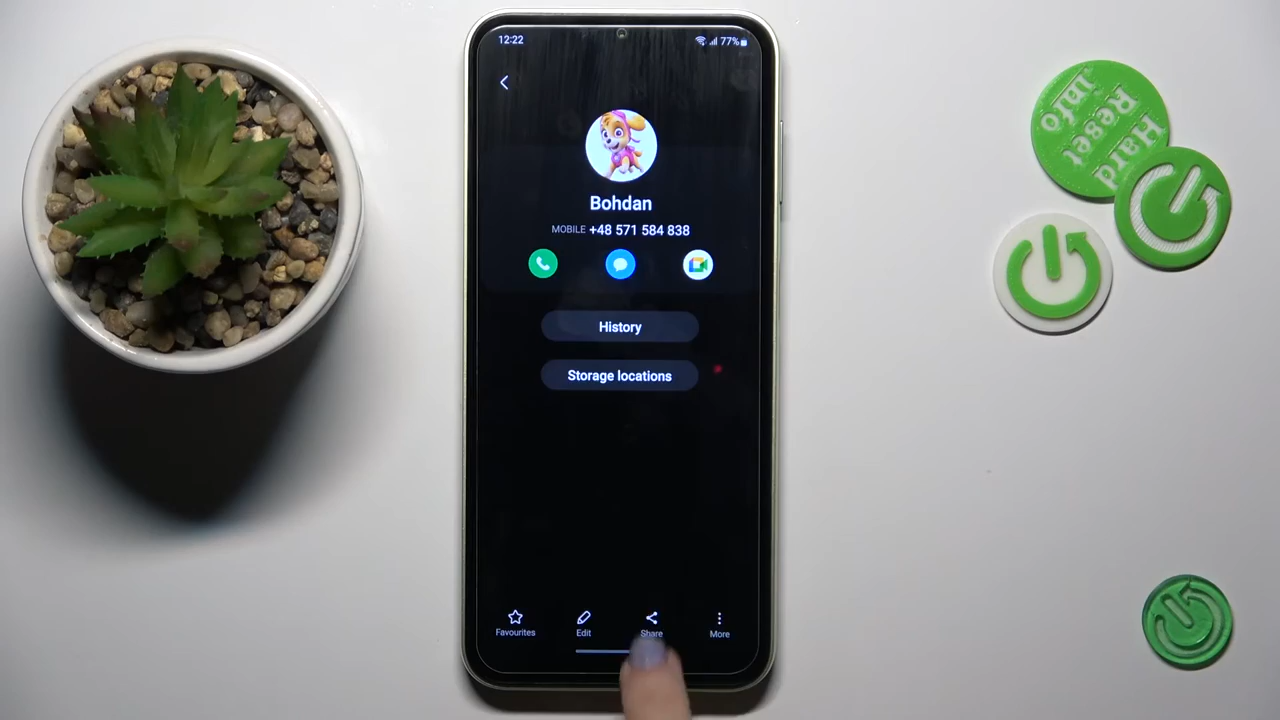 12:22 77%
Bohdan
MOBILE +48 571 584 838
History
Storage locations
Favourites Edit Share More
Hard
Reset
info